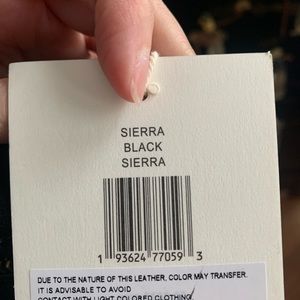 SIERRA
BLACK
SIERRA
1 93624 77059 3
DUE TO THE NATURE OF THIS LEATHER, COLOR MAY TRANSFER.
IT IS ADVISABLE TO AVOID
CONTACT WITH LIGHT COLORED CLOTHING